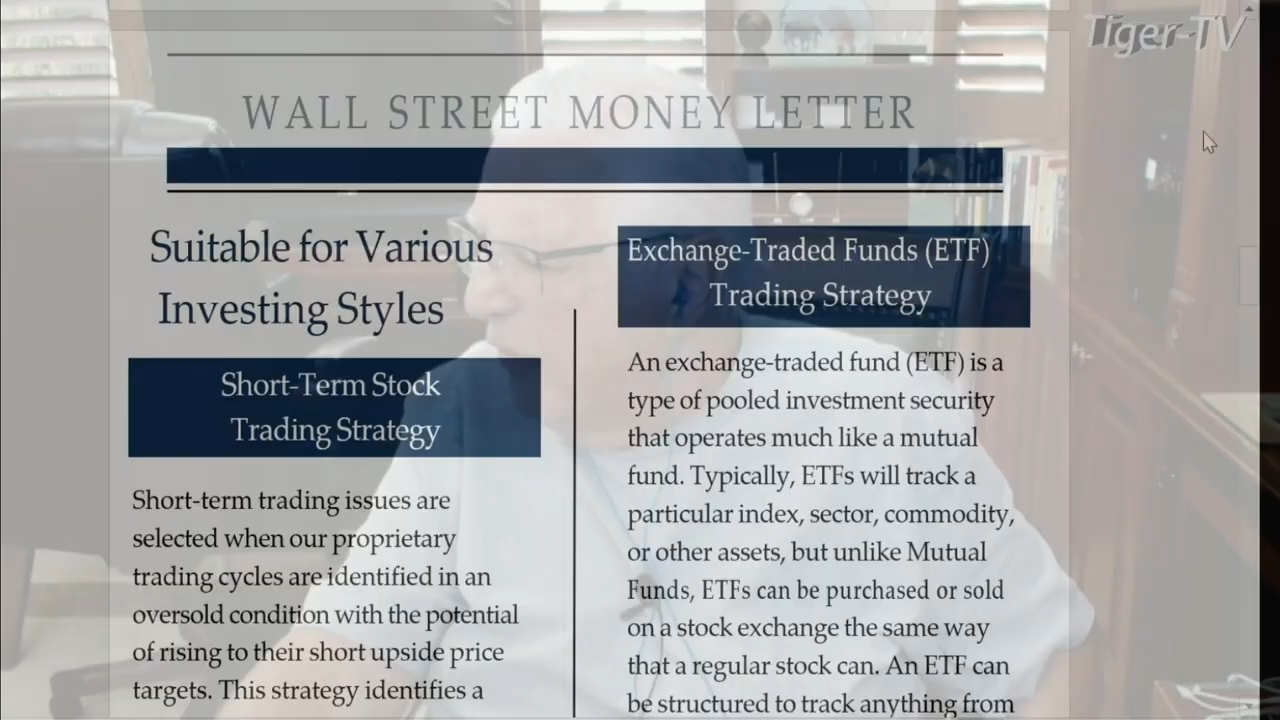 Tiger-TV
WALL STREET MONEY LETTER
Suitable for Various
Investing Styles
Short-Term Stock
Trading Strategy
Short-term trading issues are
selected when our proprietary
trading cycles are identified in an
oversold condition with the potential
of rising to their short upside price
targets. This strategy identifies a
Exchange-Traded Funds (ETF)
Trading Strategy
An exchange-traded fund (ETF) is a
type of pooled investment security
that operates much like a mutual
fund. Typically, ETFs will track a
particular index, sector, commodity,
or other assets, but unlike Mutual
Funds, ETFs can be purchased or sold
on a stock exchange the same way
that a regular stock can. An ETF can
be structured to track anything from